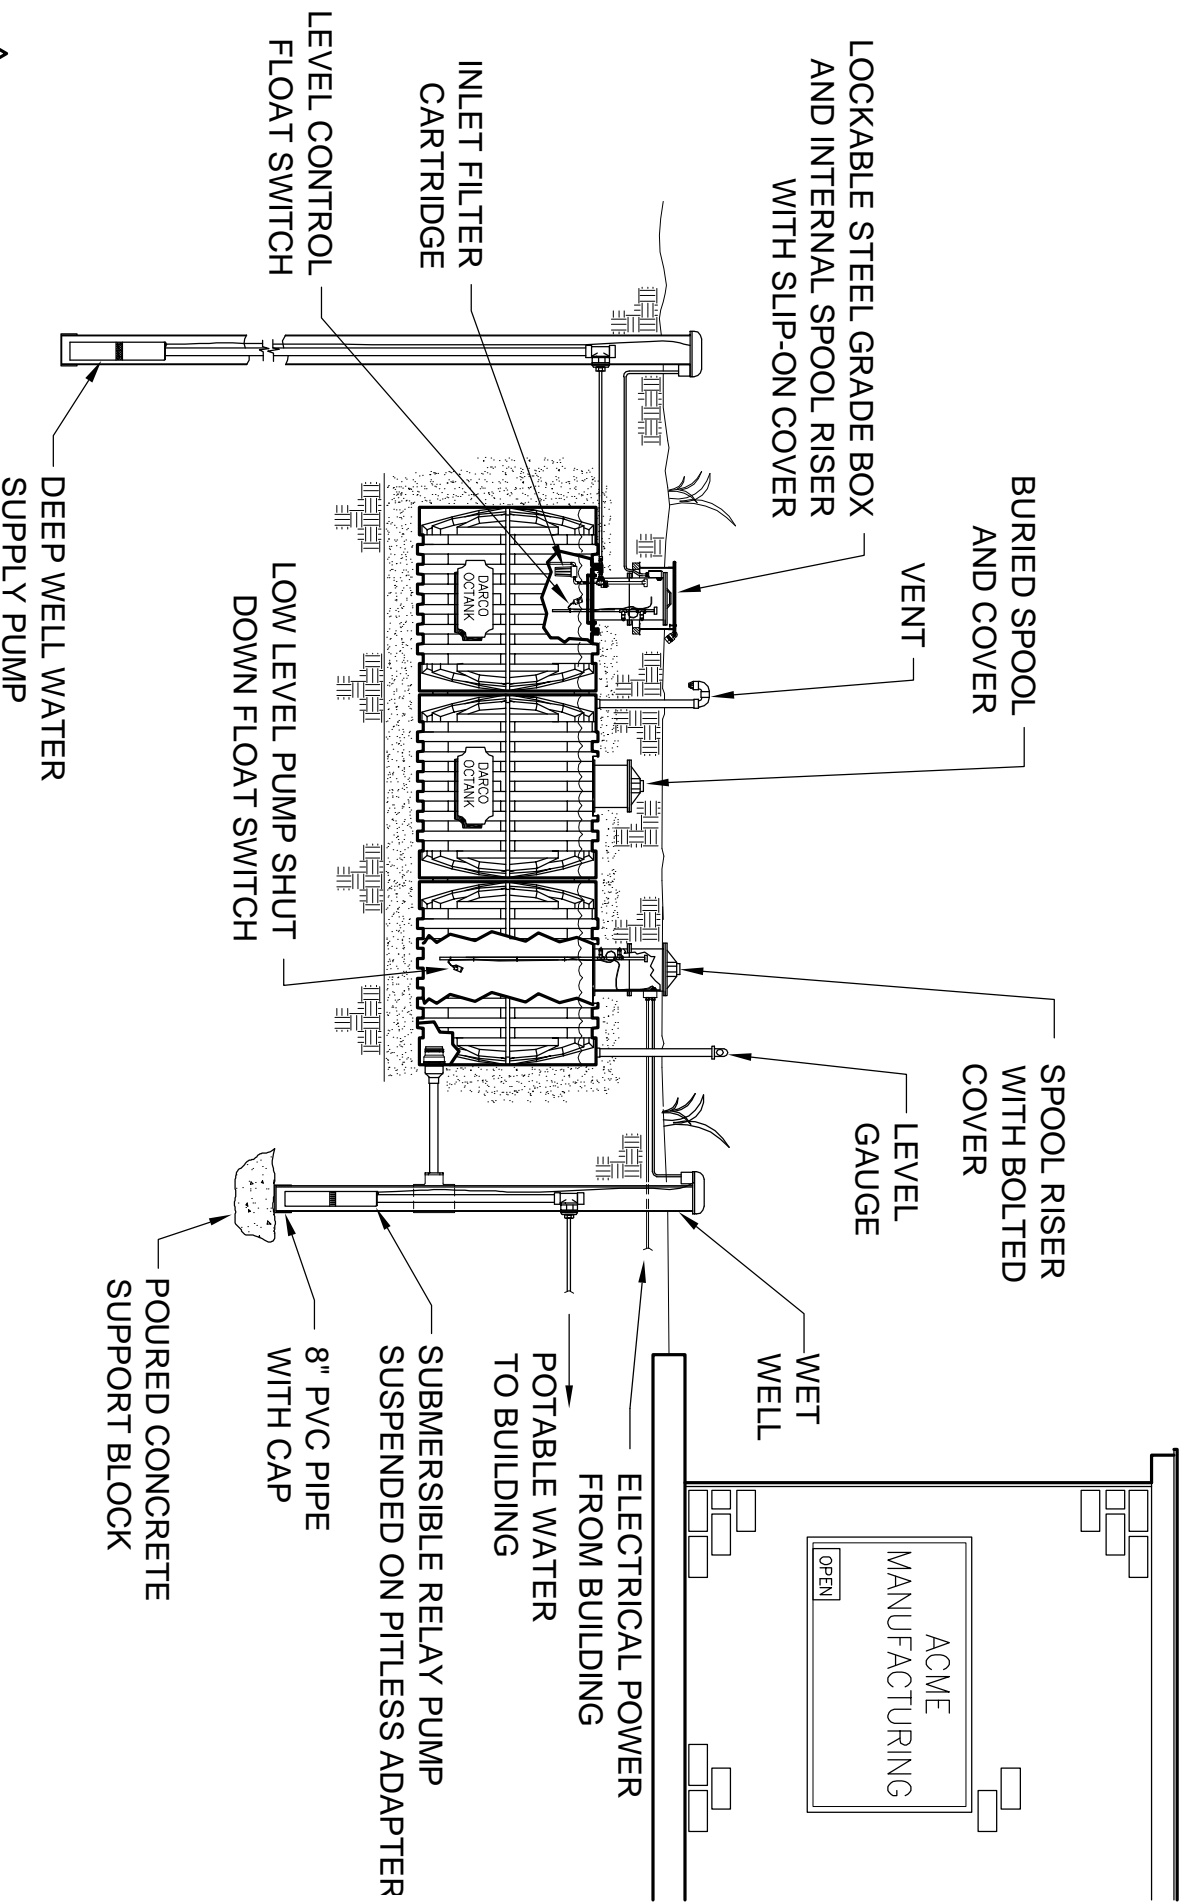 LOCKABLE STEEL GRADE BOX
AND INTERNAL SPOOL RISER
WITH SLIP-ON COVER
INLET FILTER
CARTRIDGE
LEVEL CONTROL
FLOAT SWITCH
BURIED SPOOL
AND COVER
VENT
DEEP WELL WATER
SUPPLY PUMP
LOW LEVEL PUMP SHUT
DOWN FLOAT SWITCH
DARCO
OCTANK
DARCO
OCTANK
SPOOL RISER
WITH BOLTED
COVER
LEVEL
GAUGE
WET
WELL
ELECTRICAL POWER
FROM BUILDING
POTABLE WATER
TO BUILDING
SUBMERSIBLE RELAY PUMP
SUSPENDED ON PITLESS ADAPTER
8" PVC PIPE
WITH CAP
POURED CONCRETE
SUPPORT BLOCK
ACME
MANUFACTURING
OPEN